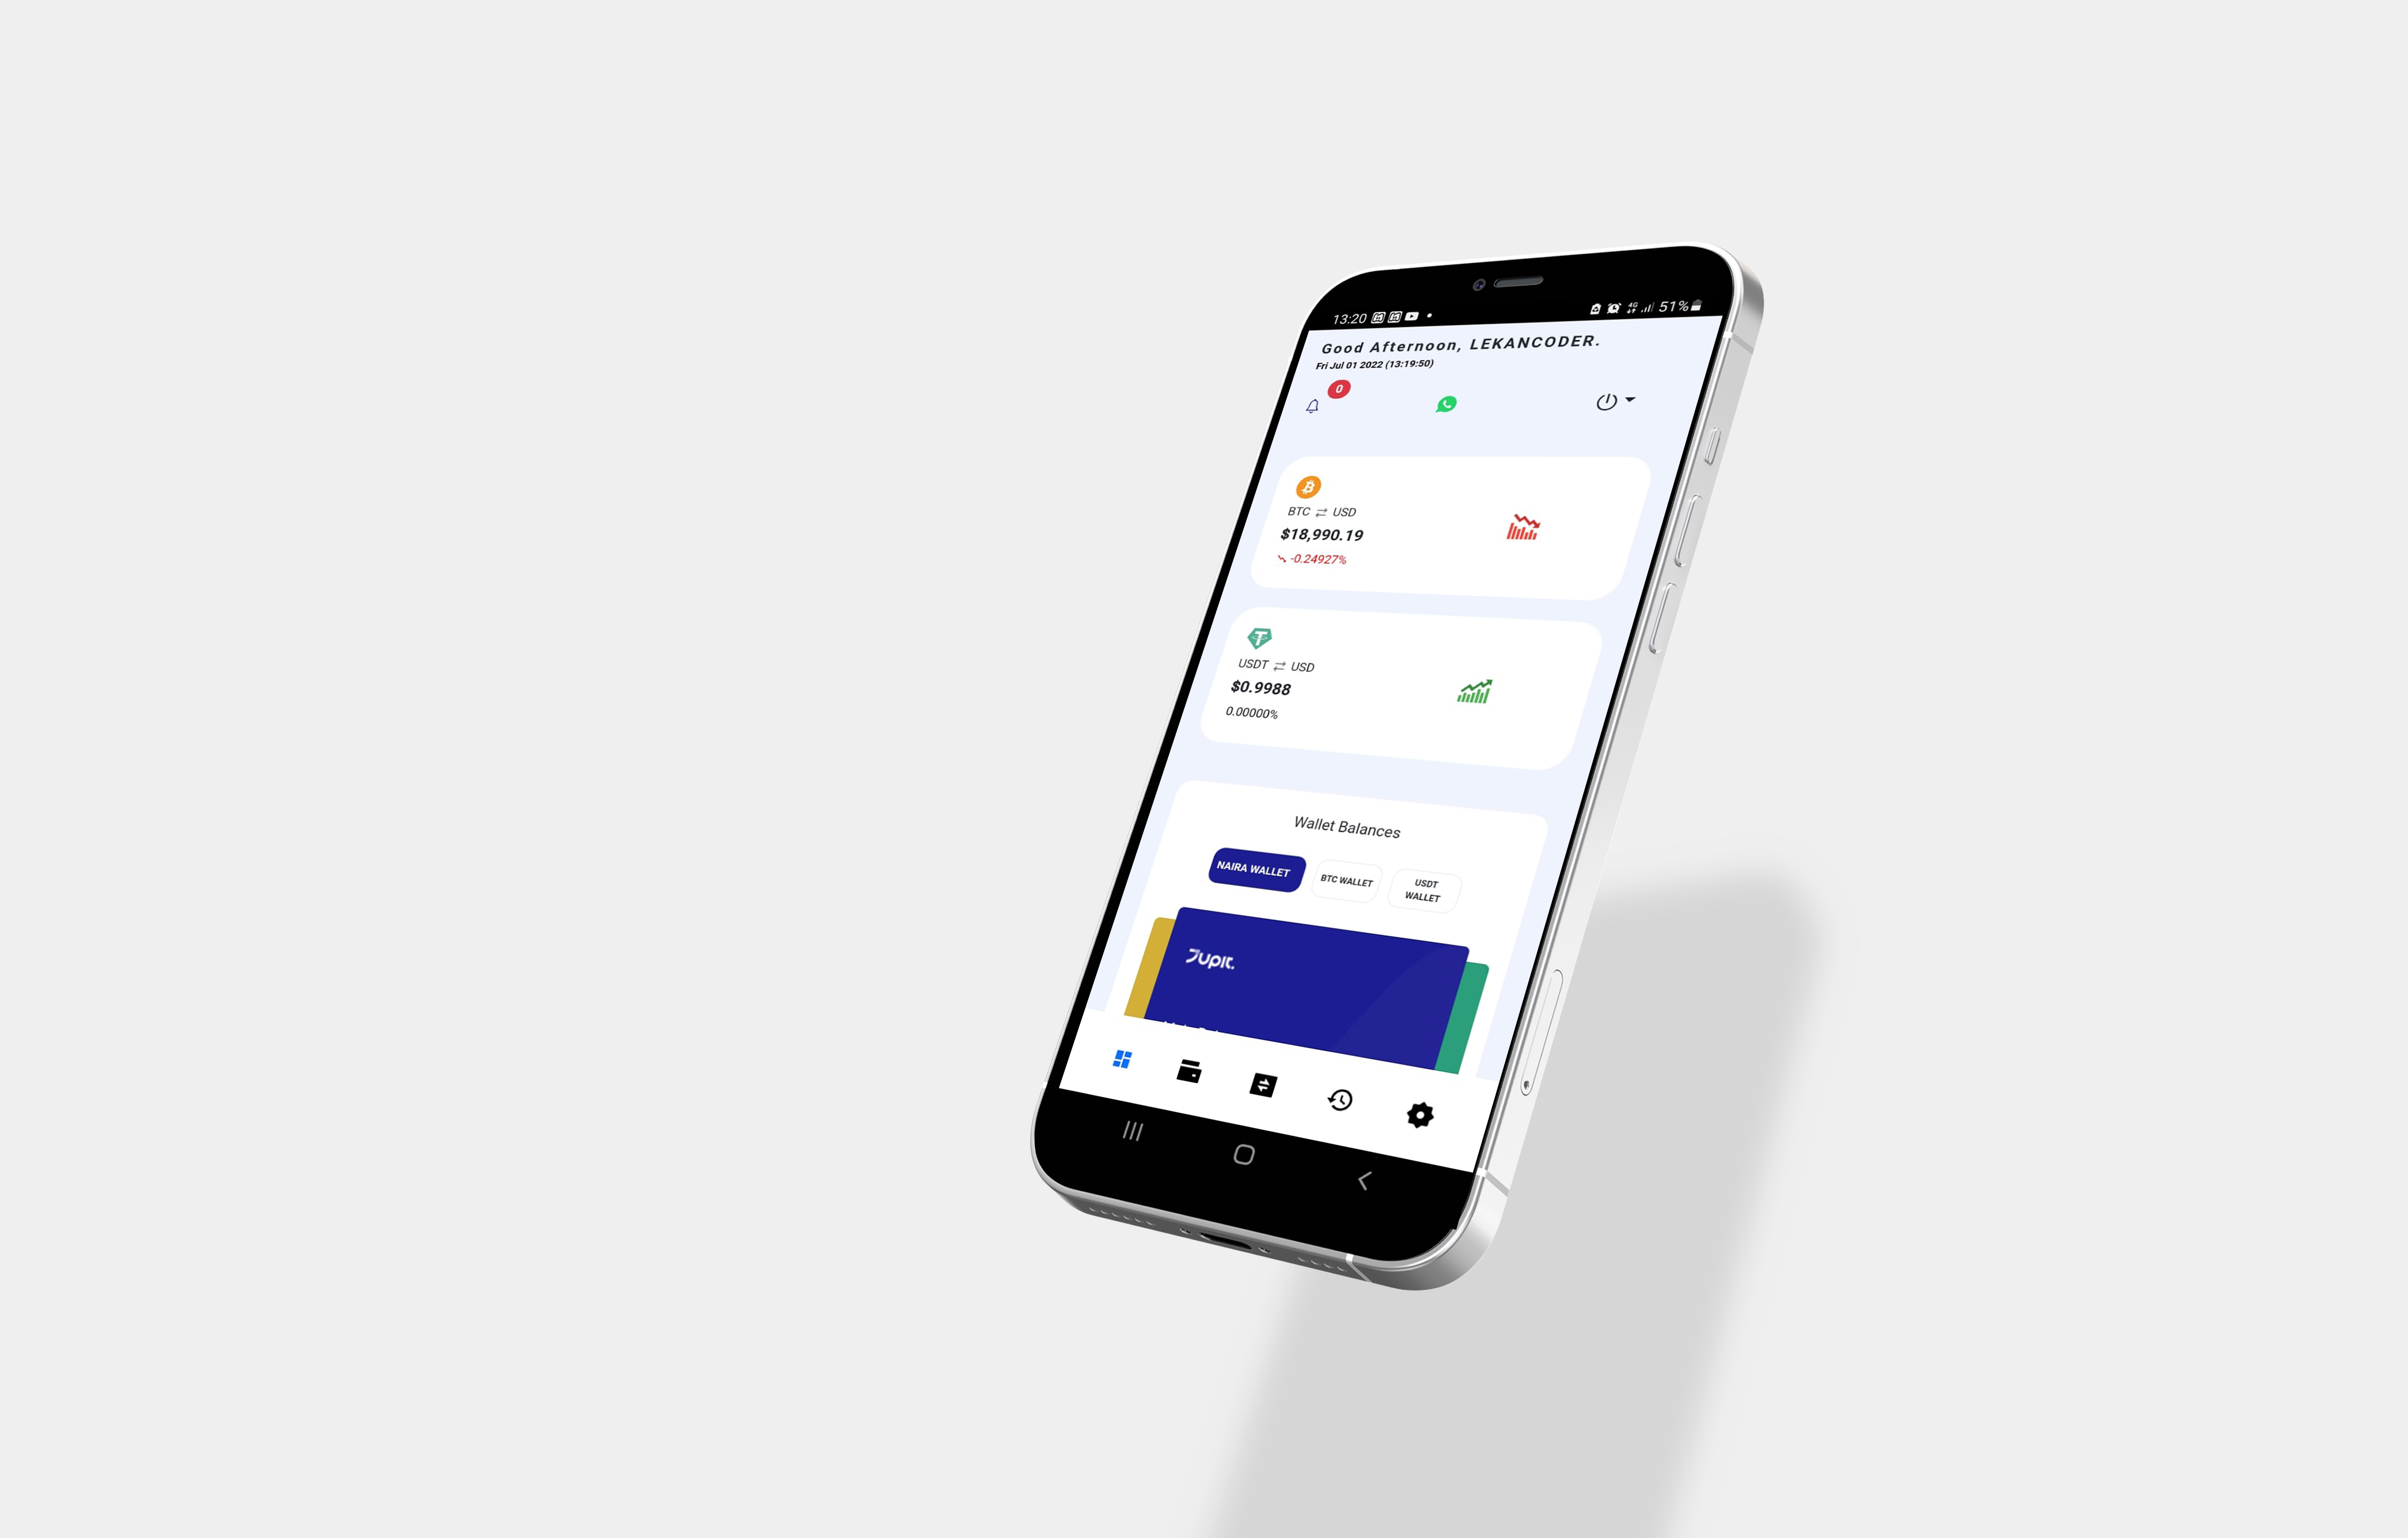 13:20
4G 51%
Good Afternoon, LEKANCODER.
Fri Jul 01 2022 (13:19:50)
0
BTC ⇄ USD
$18,990.19
-0.24927%
USDT ⇄ USD
$0.9988
0.00000%
Wallet Balances
NAIRA WALLET
BTC WALLET
USDT
WALLET
Jupit.